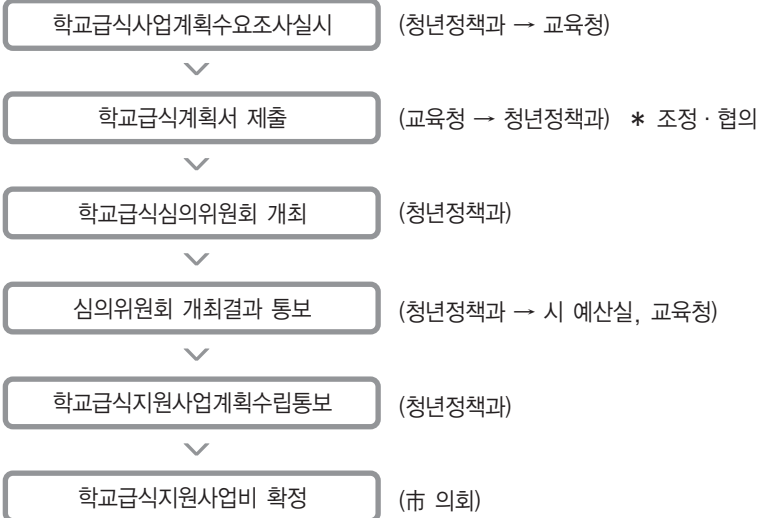 학교급식사업계획수요조사실시 (청년정책과 → 교육청)
학교급식계획서 제출 (교육청 → 청년정책과) * 조정 · 협의
학교급식심의위원회 개최 (청년정책과)
심의위원회 개최결과 통보 (청년정책과 → 시 예산실, 교육청)
학교급식지원사업계획수립통보 (청년정책과)
학교급식지원사업비 확정 (市 의회)